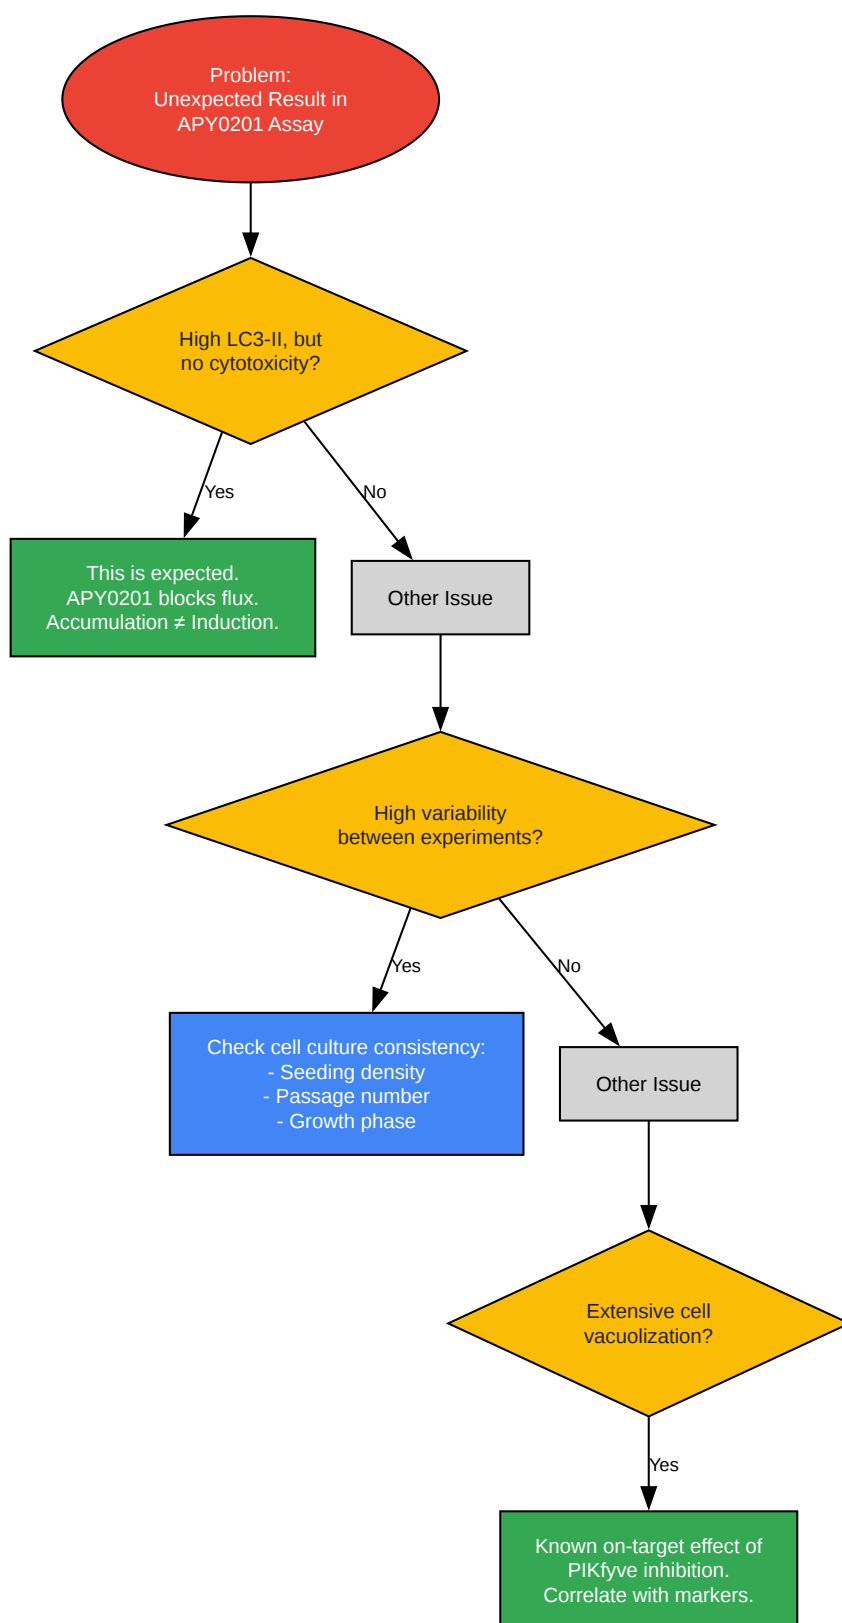 Problem:
Unexpected Result in
APY0201 Assay
High LC3-II, but
no cytotoxicity?
Yes
No
This is expected.
APY0201 blocks flux.
Accumulation ≠ Induction.
Other Issue
High variability
between experiments?
Yes
No
Check cell culture consistency:
- Seeding density
- Passage number
- Growth phase
Other Issue
Extensive cell
vacuolization?
Yes
Known on-target effect of
PIKfyve inhibition.
Correlate with markers.